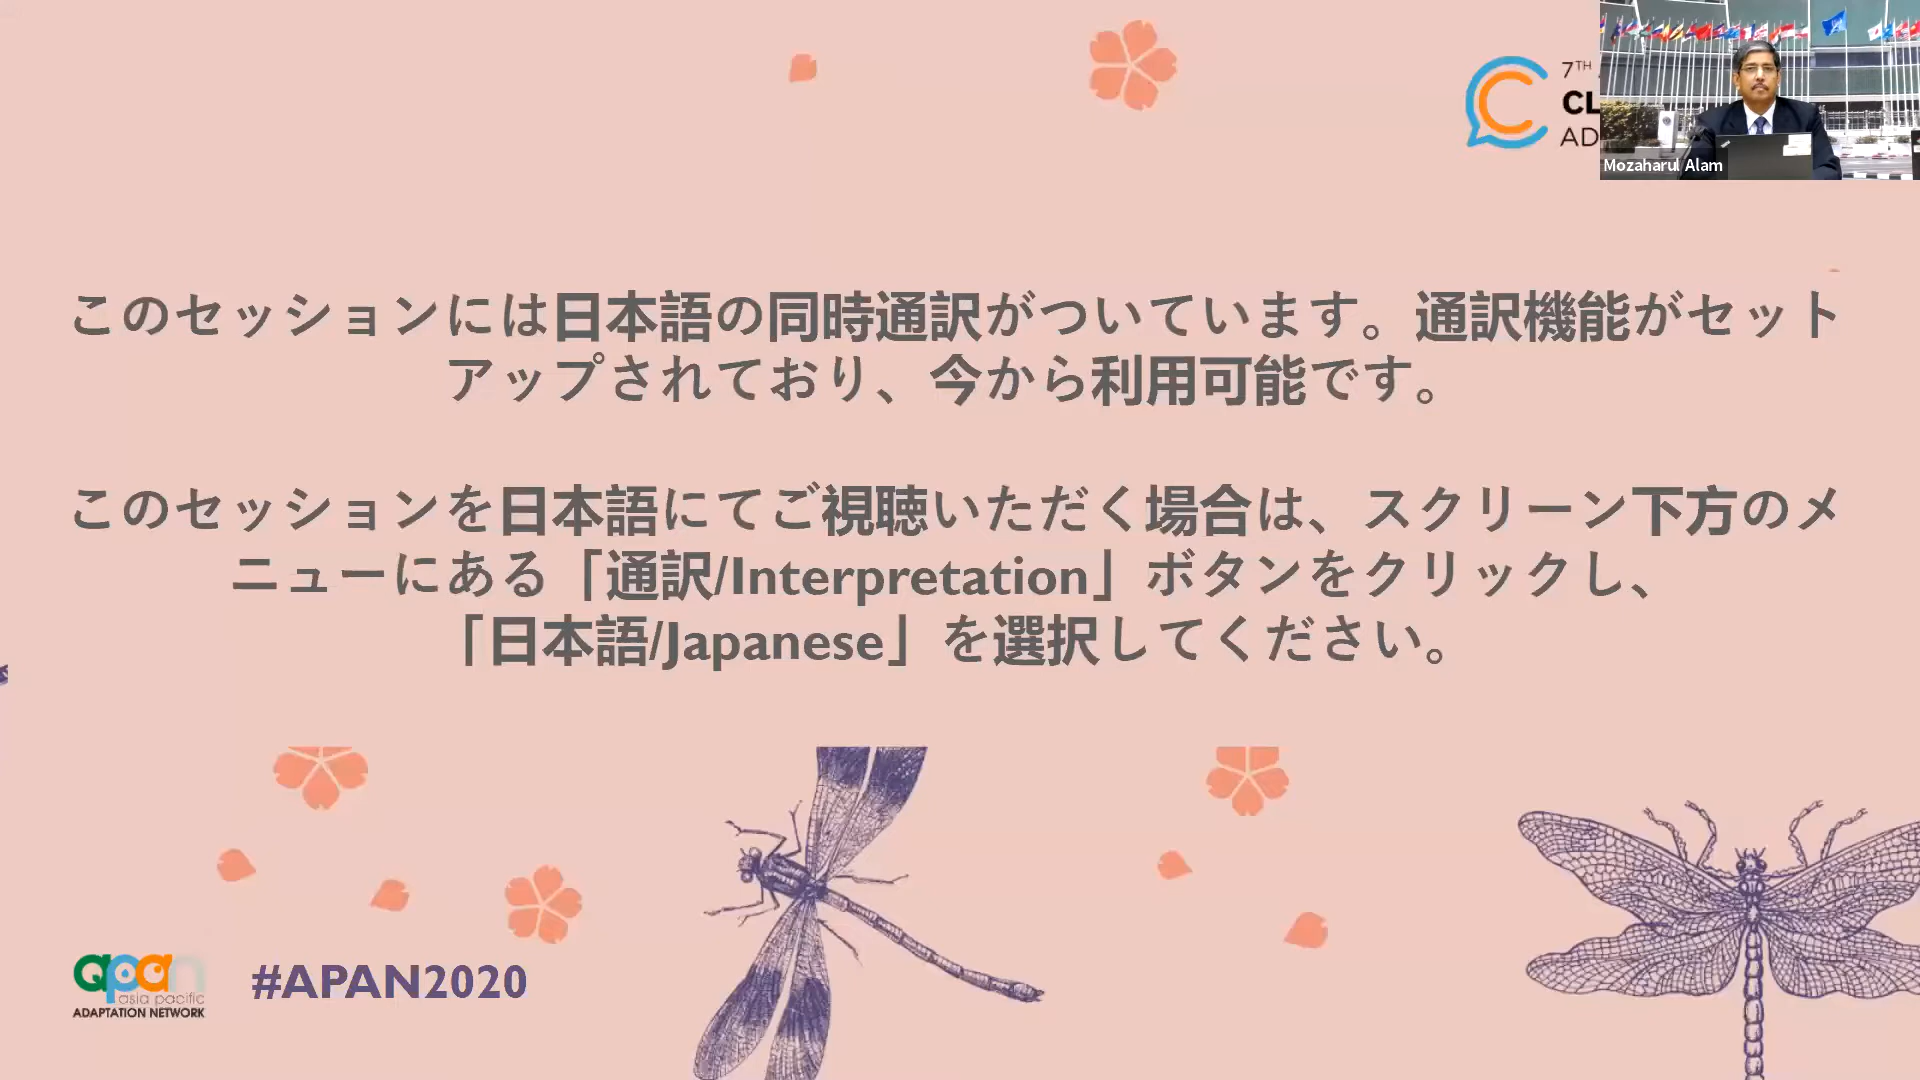 7TH
CL
AD
Mozaharul Alam
このセッションには日本語の同時通訳がついています。通訳機能がセット
アップされており、今から利用可能です。
このセッションを日本語にてご視聴いただく場合は、スクリーン下方のメ
ニューにある「通訳/Interpretation」ボタンをクリックし、
「日本語/Japanese」を選択してください。
apan
asia pacific
ADAPTATION NETWORK
#APAN2020